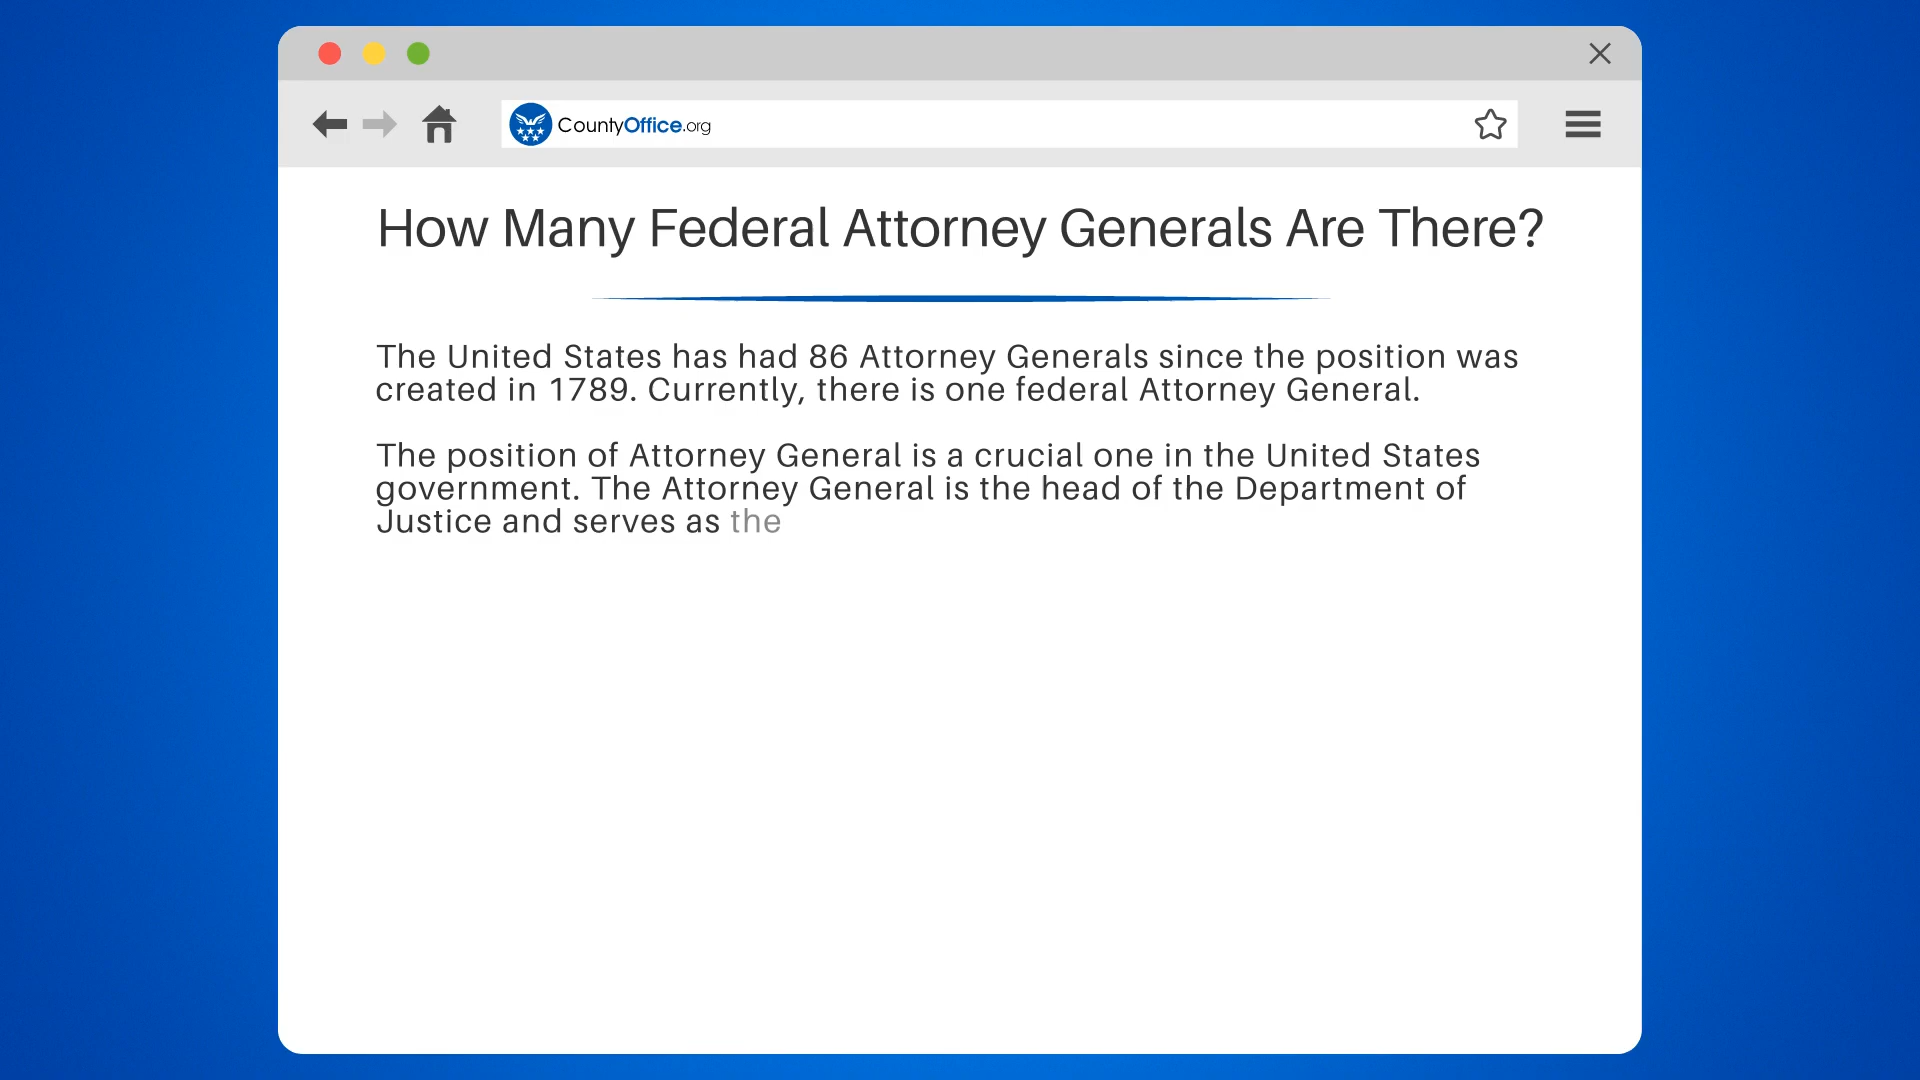 CountyOffice.org
How Many Federal Attorney Generals Are There?
The United States has had 86 Attorney Generals since the position was
created in 1789. Currently, there is one federal Attorney General.
The position of Attorney General is a crucial one in the United States
government. The Attorney General is the head of the Department of
Justice and serves as the